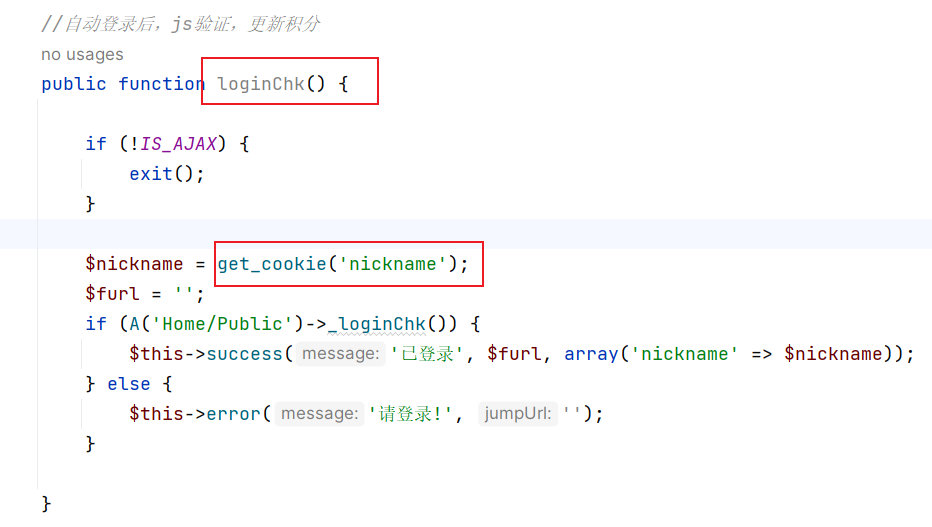 //自动登录后，js验证，更新积分
no usages
public function loginChk() {
if (!IS_AJAX) {
exit();
}
$nickname = get_cookie('nickname');
$furl = '';
if (A('Home/Public')->_loginChk()) {
$this->success( message: '已登录', $furl, array('nickname' => $nickname));
} else {
$this->error( message: '请登录!', jumpUrl: '');
}
}